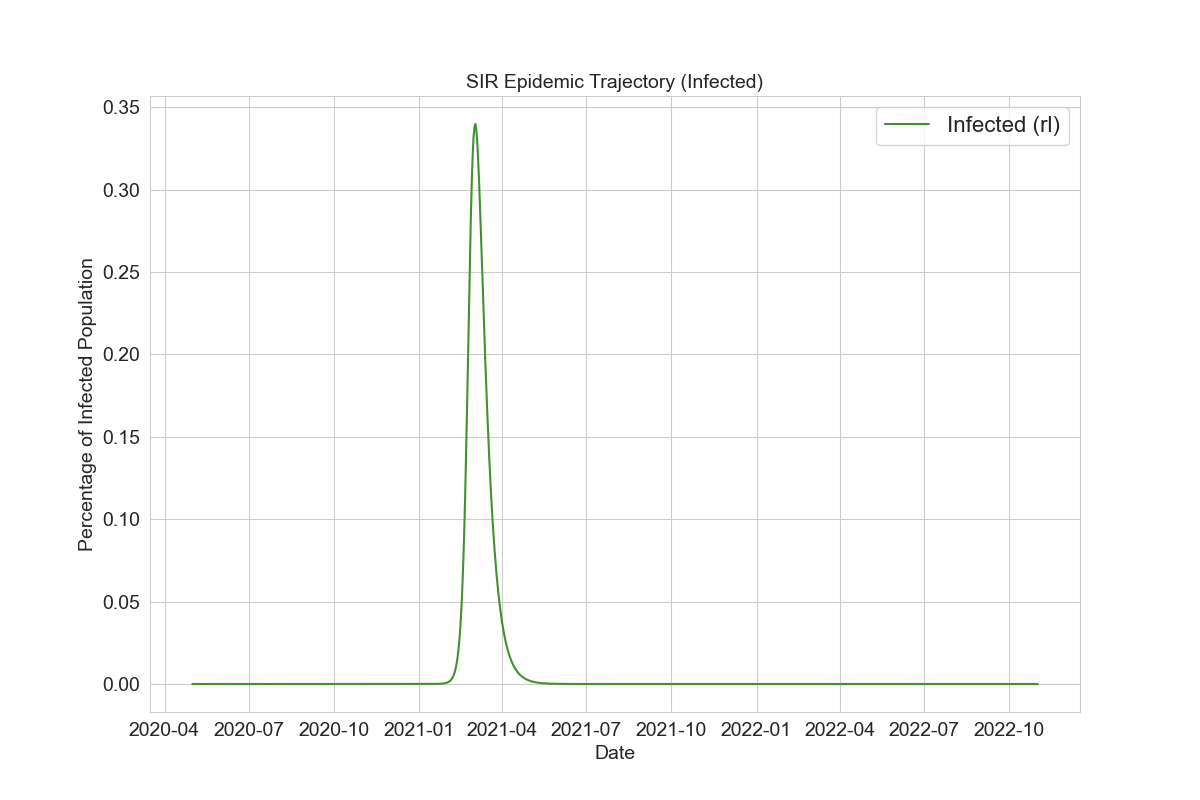 SIR Epidemic Trajectory (Infected)
Infected (rl)
Percentage of Infected Population
0.35
0.30
0.25
0.20
0.15
0.10
0.05
0.00
2020-04 2020-07 2020-10 2021-01 2021-04 2021-07 2021-10 2022-01 2022-04 2022-07 2022-10
Date